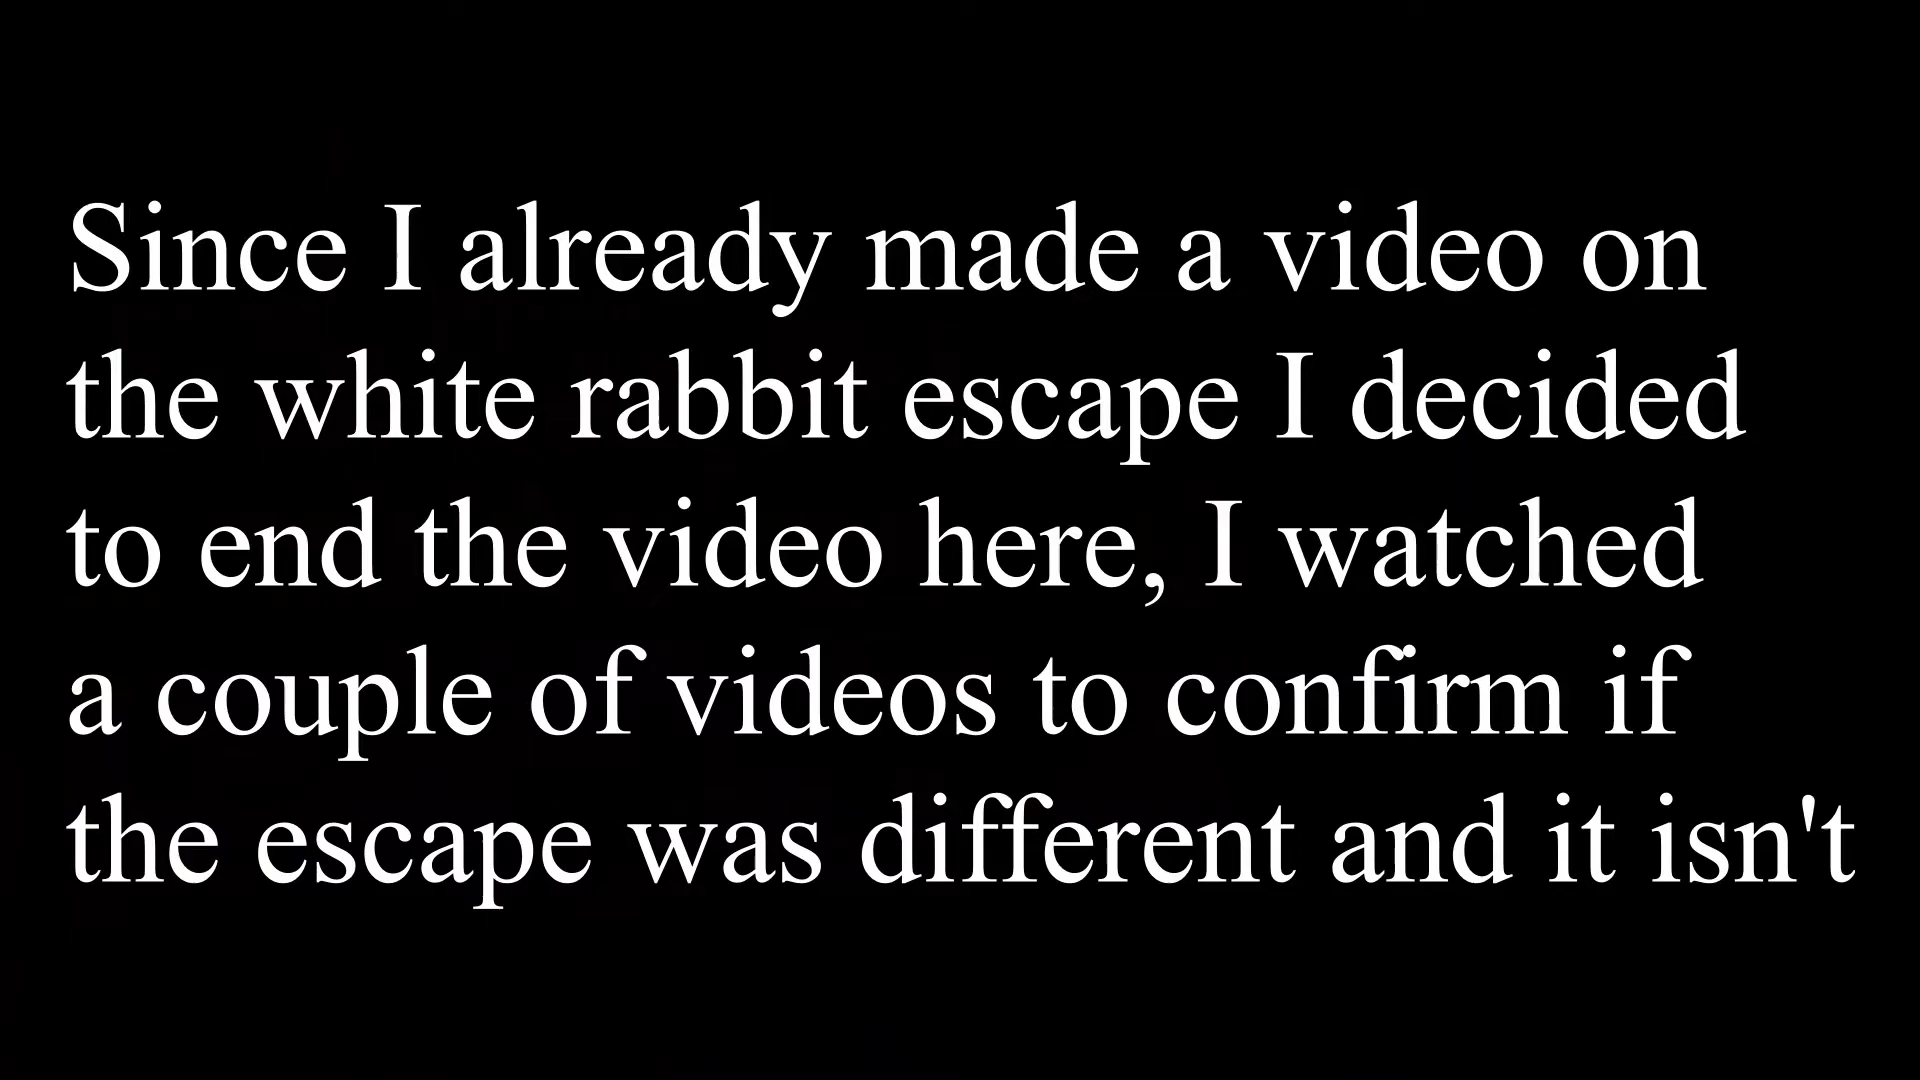 Since I already made a video on
the white rabbit escape I decided
to end the video here, I watched
a couple of videos to confirm if
the escape was different and it isn't